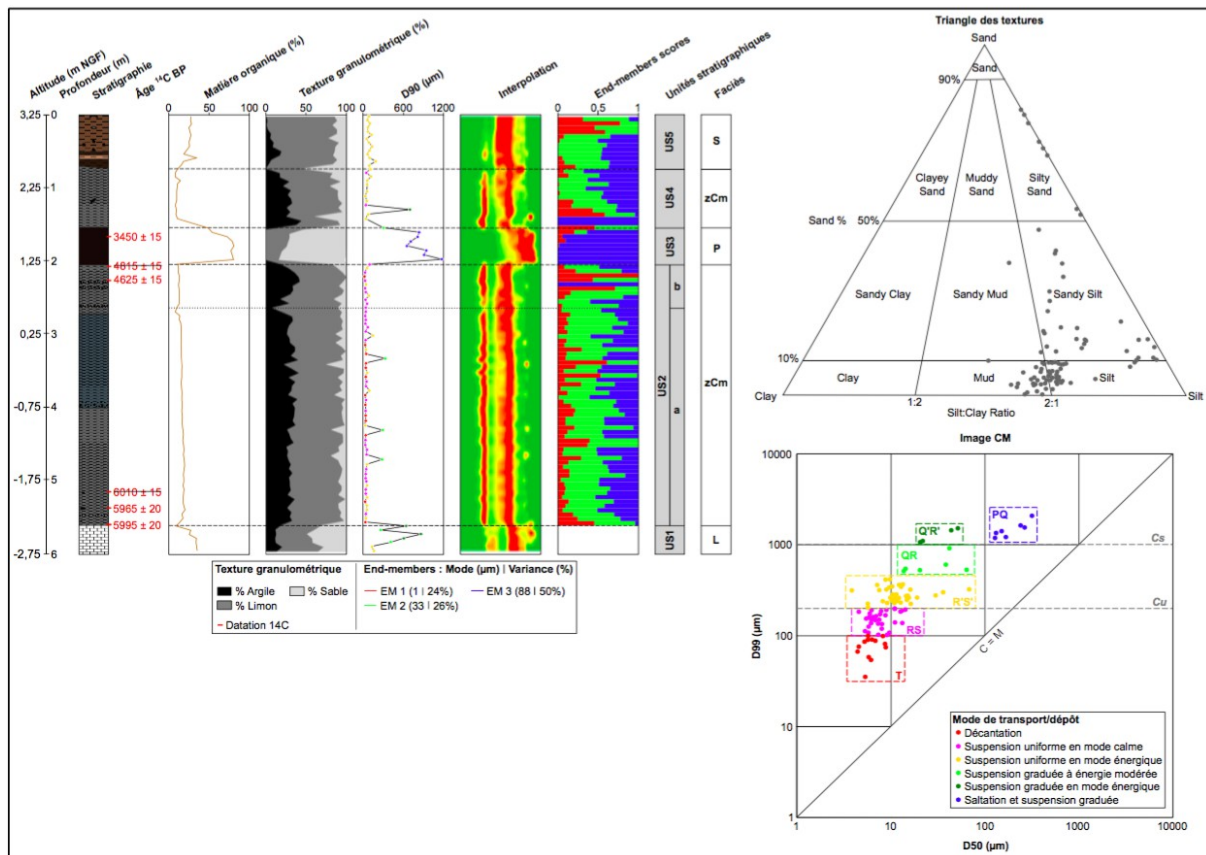 Altitude (m NGF)
Profondeur (m)
Stratigraphie
Âge ¹⁴C BP
Matière organique (%)
Texture granulométrique (%)
D90 (µm)
Interpolation
End-members scores
Unités stratigraphiques
Faciès
0 50 100
0 50 100
0 600 1200
0 0,5 1
3,25 0
2,25 1
1,25 2
0,25 3
-0,75 4
-1,75 5
-2,75 6
3450 ± 15
4615 ± 15
4625 ± 15
6010 ± 15
5965 ± 20
5995 ± 20
US5
S
US4
zCm
US3
P
US2
b
a
zCm
US1
L
Texture granulométrique
% Argile
% Sable
% Limon
Datation 14C
End-members : Mode (µm) | Variance (%)
EM 1 (1 | 24%)
EM 3 (88 | 50%)
EM 2 (33 | 26%)
Triangle des textures
Sand
Sand
90%
Clayey Sand
Muddy Sand
Silty Sand
Sand %
50%
Sandy Clay
Sandy Mud
Sandy Silt
10%
Clay
Mud
Silt
Clay
1:2
2:1
Silt
Silt:Clay Ratio
Image CM
10000
1000
100
10
1
D99 (µm)
PQ
Q'R'
QR
R'S'
RS
T
Cs
Cu
C = M
Mode de transport/dépôt
Décantation
Suspension uniforme en mode calme
Suspension uniforme en mode énergique
Suspension graduée à énergie modérée
Suspension graduée en mode énergique
Saltation et suspension graduée
1 10 100 1000 10000
D50 (µm)